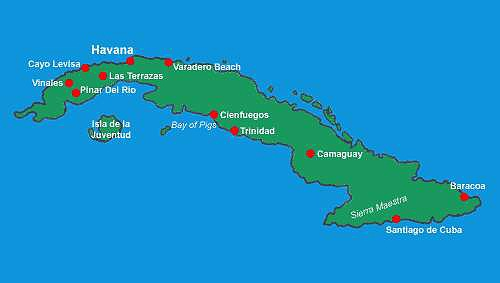 Havana
Cayo Levisa
Varadero Beach
Las Terrazas
Vinales
Pinar Del Rio
Cienfuegos
Isla de la
Juventud
Bay of Pigs
Trinidad
Camaguay
Baracoa
Sierra Maestra
Santiago de Cuba